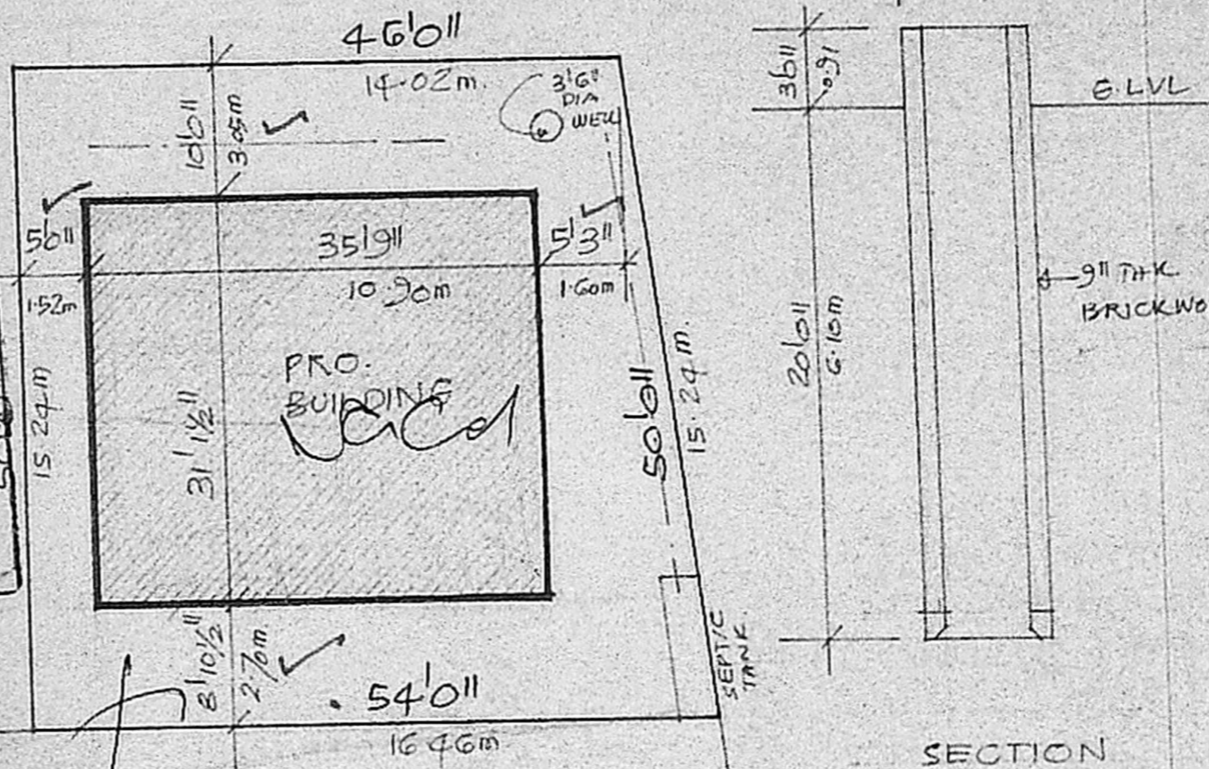 46'0"
14.02m.
10'0"
3.05m
3'6"
DIA
WELL
5'0"
1.52m
35'9"
10.90m
5'3"
1.60m
PRO.
BUILDING
31'1½"
15.24m
50'0"
15.24m.
8'10½"
2.70m
54'0"
16.46m
SEPTIC
TANK
3'6"
0.91
G.LVL
20'0"
6.10m
9" THK
BRICKWO
SECTION